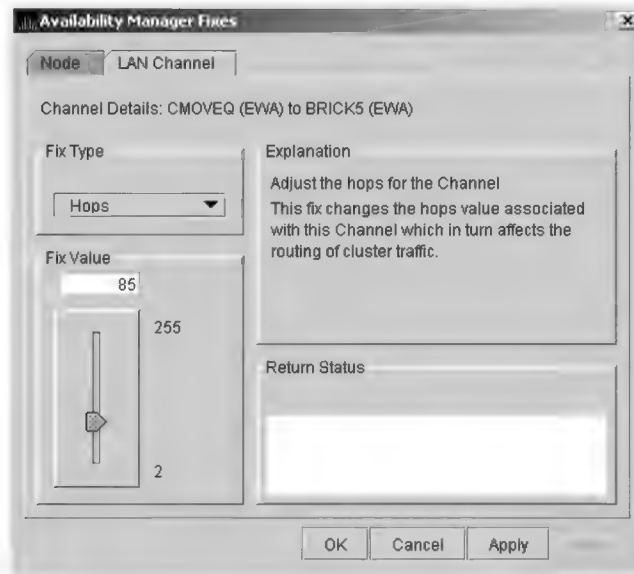 Availability Manager Fixes
Node
LAN Channel
Channel Details: CMOVEQ (EWA) to BRICK5 (EWA)
Fix Type
Hops
Explanation
Adjust the hops for the Channel
This fix changes the hops value associated
with this Channel which in turn affects the
routing of cluster traffic.
Fix Value
85
255
2
Return Status
OK
Cancel
Apply